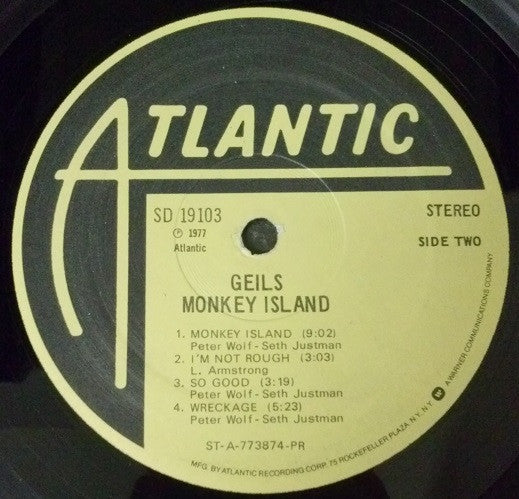 ATLANTIC
SD 19103
℗ 1977
Atlantic
STEREO
SIDE TWO
GEILS
MONKEY ISLAND
1. MONKEY ISLAND (9:02)
Peter Wolf - Seth Justman
2. I'M NOT ROUGH (3:03)
L. Armstrong
3. SO GOOD (3:19)
Peter Wolf - Seth Justman
4. WRECKAGE (5:23)
Peter Wolf - Seth Justman
ST-A-773874-PR
MFG. BY ATLANTIC RECORDING CORP. 75 ROCKEFELLER PLAZA, N.Y. N.Y. A WARNER COMMUNICATIONS COMPANY